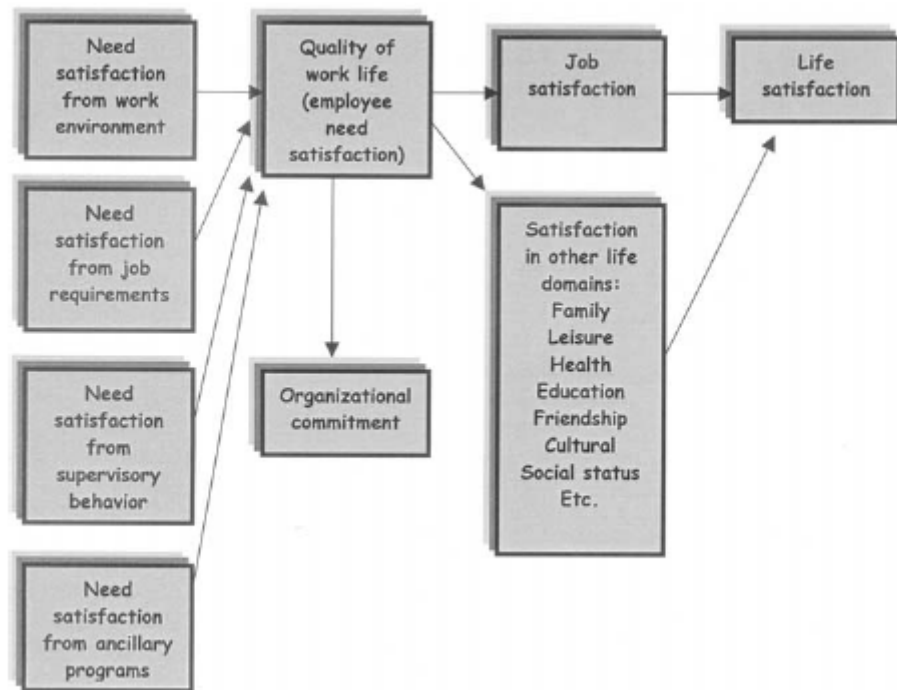 Need
satisfaction
from work
environment
Quality of
work life
(employee
need
satisfaction)
Job
satisfaction
Life
satisfaction
Need
satisfaction
from job
requirements
Satisfaction
in other life
domains:
Family
Leisure
Health
Education
Friendship
Cultural
Social status
Etc.
Need
satisfaction
from
supervisory
behavior
Organizational
commitment
Need
satisfaction
from ancillary
programs